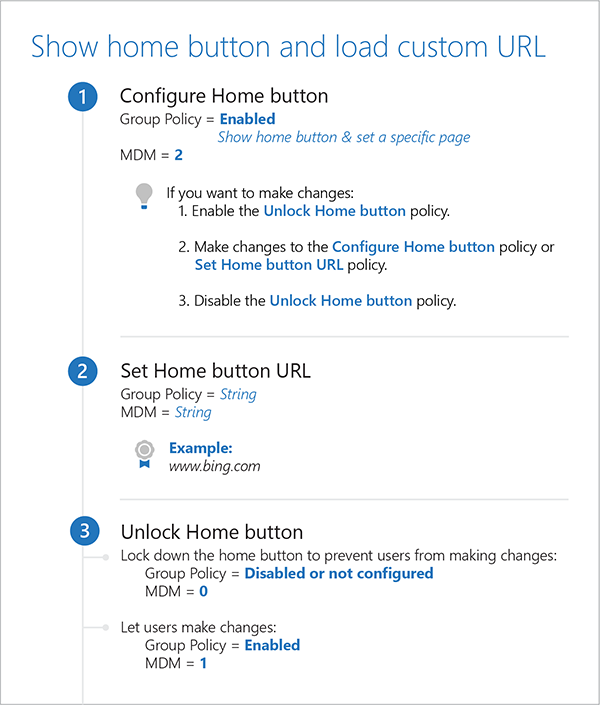 Show home button and load custom URL
1 Configure Home button
Group Policy = Enabled
Show home button & set a specific page
MDM = 2
If you want to make changes:
1. Enable the Unlock Home button policy.
2. Make changes to the Configure Home button policy or
Set Home button URL policy.
3. Disable the Unlock Home button policy.
2 Set Home button URL
Group Policy = String
MDM = String
Example:
www.bing.com
3 Unlock Home button
Lock down the home button to prevent users from making changes:
Group Policy = Disabled or not configured
MDM = 0
Let users make changes:
Group Policy = Enabled
MDM = 1